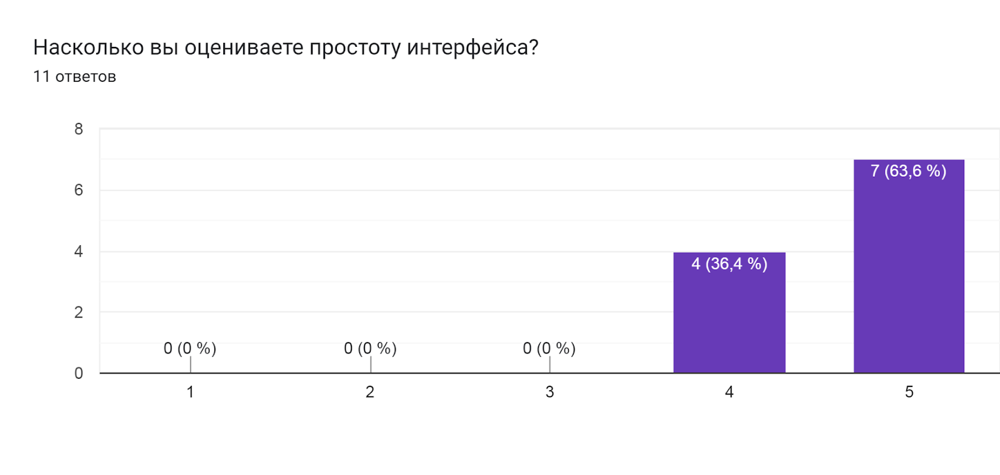 Насколько вы оцениваете простоту интерфейса?
11 ответов
8
6
4
2
0
0 (0 %)
0 (0 %)
0 (0 %)
4 (36,4 %)
7 (63,6 %)
1
2
3
4
5